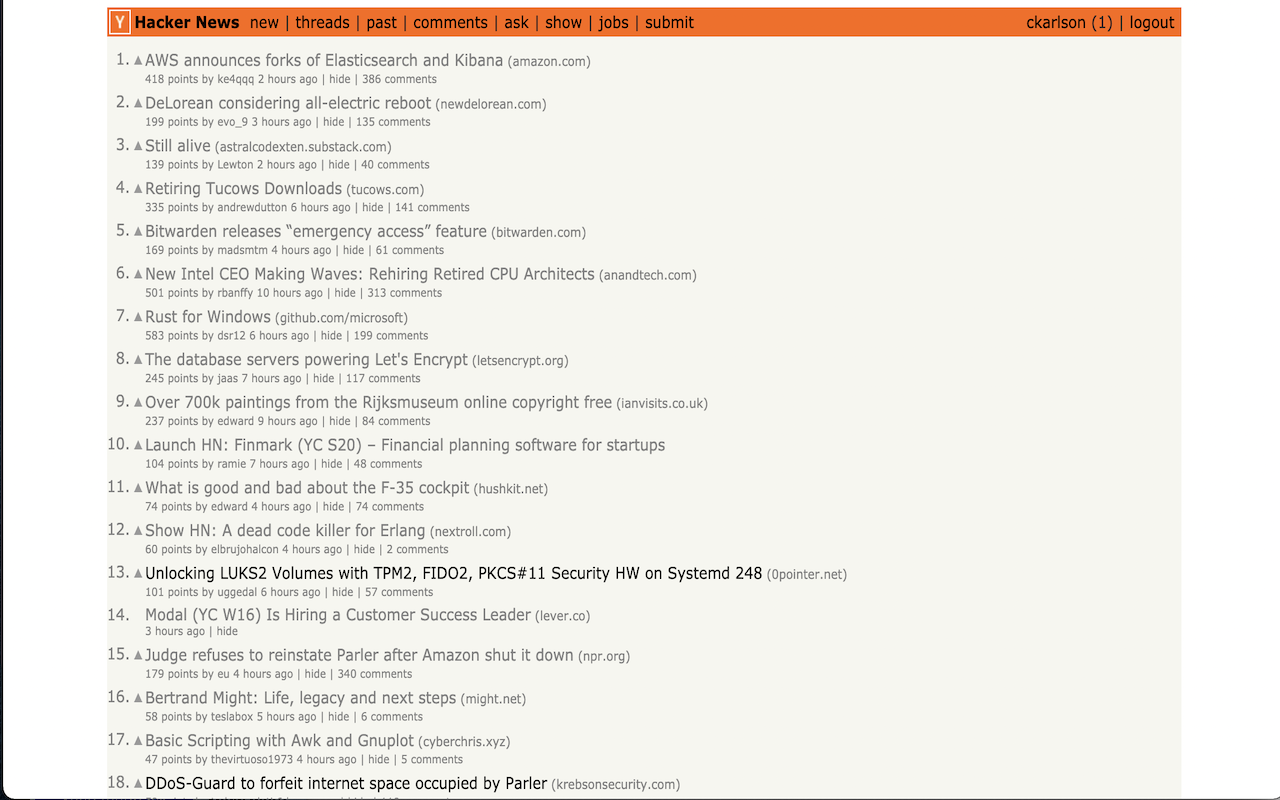 Y Hacker News new | threads | past | comments | ask | show | jobs | submit ckarlson (1) | logout
1. ▲ AWS announces forks of Elasticsearch and Kibana (amazon.com)
418 points by ke4qqq 2 hours ago | hide | 386 comments
2. ▲ DeLorean considering all-electric reboot (newdelorean.com)
199 points by evo_9 3 hours ago | hide | 135 comments
3. ▲ Still alive (astralcodexten.substack.com)
139 points by Lewton 2 hours ago | hide | 40 comments
4. ▲ Retiring Tucows Downloads (tucows.com)
335 points by andrewdutton 6 hours ago | hide | 141 comments
5. ▲ Bitwarden releases “emergency access” feature (bitwarden.com)
169 points by madsmtm 4 hours ago | hide | 61 comments
6. ▲ New Intel CEO Making Waves: Rehiring Retired CPU Architects (anandtech.com)
501 points by rbanffy 10 hours ago | hide | 313 comments
7. ▲ Rust for Windows (github.com/microsoft)
583 points by dsr12 6 hours ago | hide | 199 comments
8. ▲ The database servers powering Let's Encrypt (letsencrypt.org)
245 points by jaas 7 hours ago | hide | 117 comments
9. ▲ Over 700k paintings from the Rijksmuseum online copyright free (ianvisits.co.uk)
237 points by edward 9 hours ago | hide | 84 comments
10. ▲ Launch HN: Finmark (YC S20) – Financial planning software for startups
104 points by ramie 7 hours ago | hide | 48 comments
11. ▲ What is good and bad about the F-35 cockpit (hushkit.net)
74 points by edward 4 hours ago | hide | 74 comments
12. ▲ Show HN: A dead code killer for Erlang (nextroll.com)
60 points by elbrujohalcon 4 hours ago | hide | 2 comments
13. ▲ Unlocking LUKS2 Volumes with TPM2, FIDO2, PKCS#11 Security HW on Systemd 248 (0pointer.net)
101 points by uggedal 6 hours ago | hide | 57 comments
14. Modal (YC W16) Is Hiring a Customer Success Leader (lever.co)
3 hours ago | hide
15. ▲ Judge refuses to reinstate Parler after Amazon shut it down (npr.org)
179 points by eu 4 hours ago | hide | 340 comments
16. ▲ Bertrand Might: Life, legacy and next steps (might.net)
58 points by teslabox 5 hours ago | hide | 6 comments
17. ▲ Basic Scripting with Awk and Gnuplot (cyberchris.xyz)
47 points by thevirtuoso1973 4 hours ago | hide | 5 comments
18. ▲ DDoS-Guard to forfeit internet space occupied by Parler (krebsonsecurity.com)